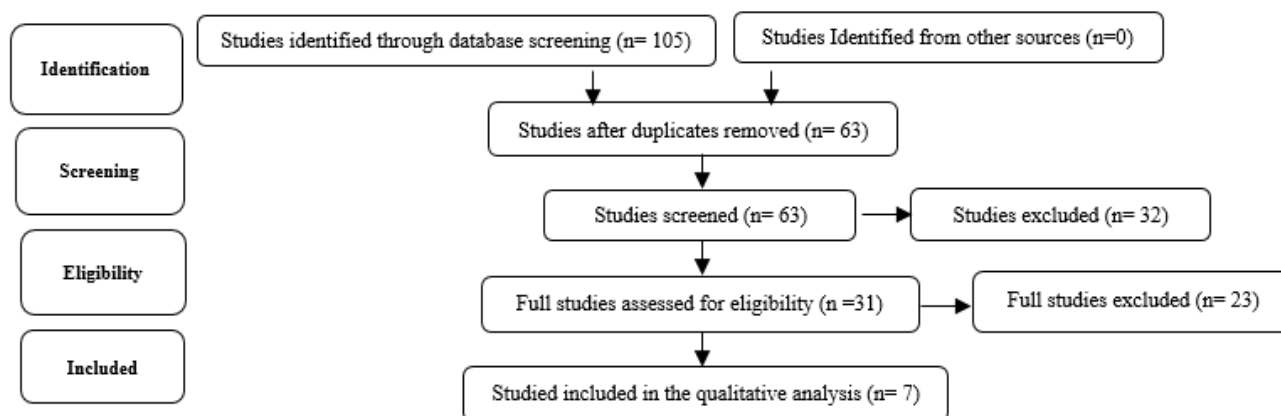 Identification
Studies identified through database screening (n= 105)
Studies Identified from other sources (n=0)
Studies after duplicates removed (n= 63)
Screening
Studies screened (n= 63)
Studies excluded (n= 32)
Eligibility
Full studies assessed for eligibility (n =31)
Full studies excluded (n= 23)
Included
Studied included in the qualitative analysis (n= 7)